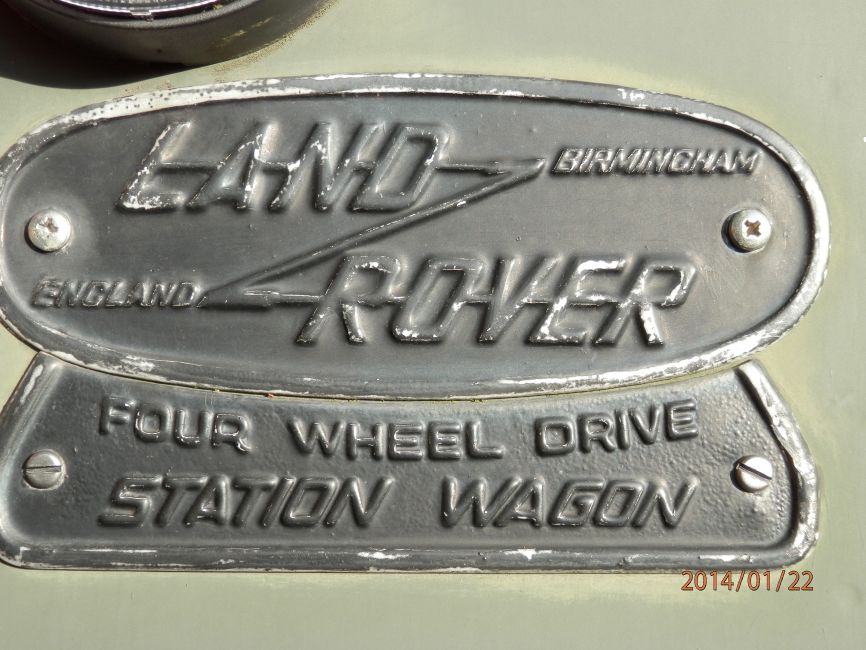 LAND
BIRMINGHAM
ENGLAND
ROVER
FOUR WHEEL DRIVE
STATION WAGON
2014/01/22